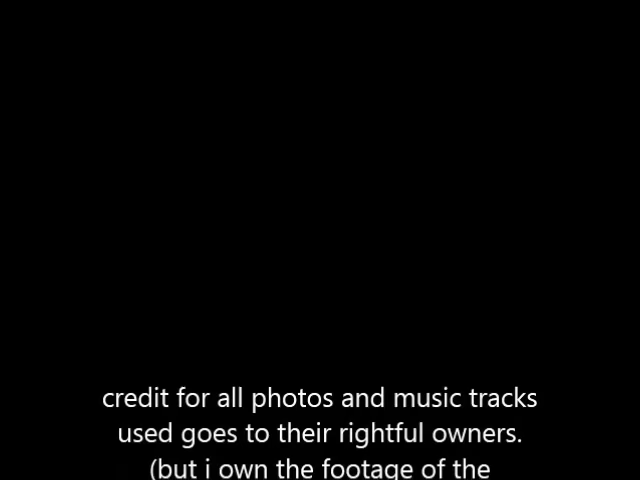 credit for all photos and music tracks
used goes to their rightful owners.
(but i own the footage of the